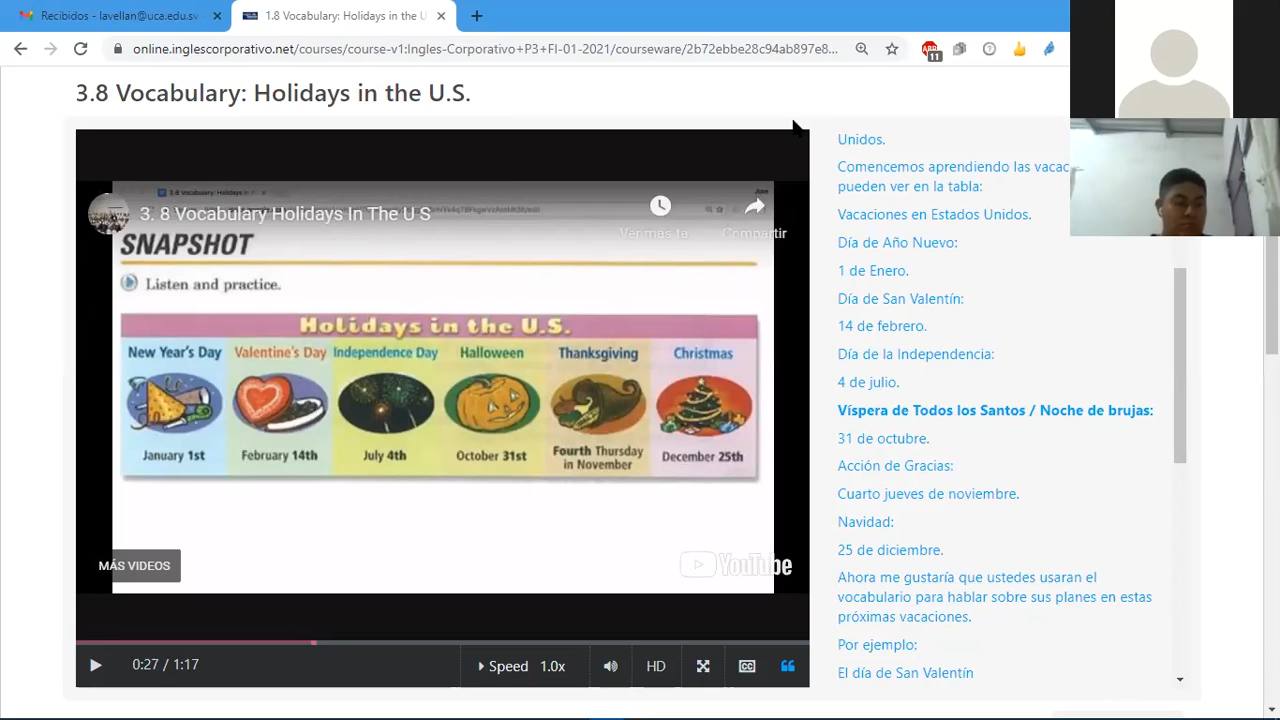 Recibidos - lavellan@uca.edu.sv
1.8 Vocabulary: Holidays in the U
online.inglescorporativo.net/courses/course-v1:Ingles-Corporativo+P3+FI-01-2021/courseware/2b72ebbe28c94ab897e8...
ABP
11
3.8 Vocabulary: Holidays in the U.S.
3. 8 Vocabulary Holidays In The U S
Ver más ta
Compartir
SNAPSHOT
Listen and practice.
Holidays in the U.S.
New Year's Day
Valentine's Day
Independence Day
Halloween
Thanksgiving
Christmas
January 1st
February 14th
July 4th
October 31st
Fourth Thursday
in November
December 25th
MÁS VIDEOS
YouTube
0:27 / 1:17
Speed 1.0x
HD
CC
Unidos.
Comencemos aprendiendo las vacac
pueden ver en la tabla:
Vacaciones en Estados Unidos.
Día de Año Nuevo:
1 de Enero.
Día de San Valentín:
14 de febrero.
Día de la Independencia:
4 de julio.
Víspera de Todos los Santos / Noche de brujas:
31 de octubre.
Acción de Gracias:
Cuarto jueves de noviembre.
Navidad:
25 de diciembre.
Ahora me gustaría que ustedes usaran el
vocabulario para hablar sobre sus planes en estas
próximas vacaciones.
Por ejemplo:
El día de San Valentín